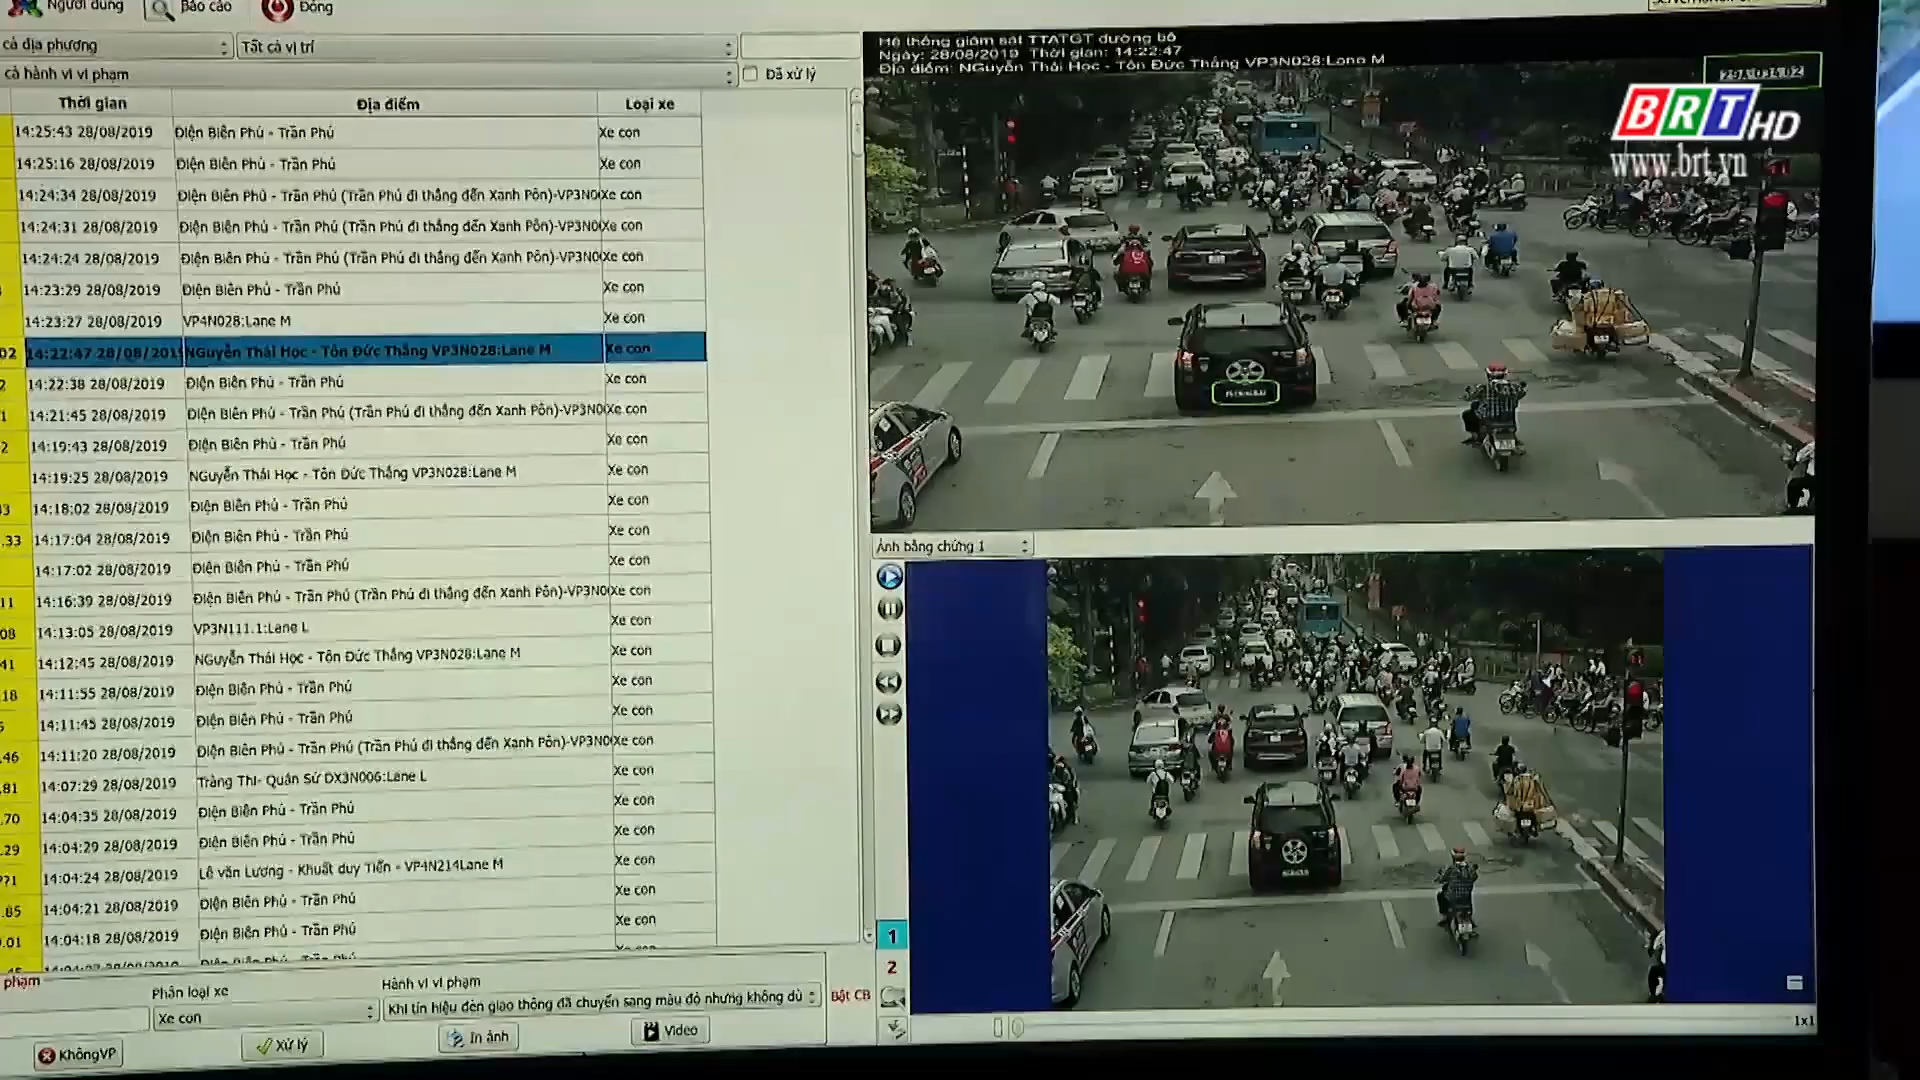 Người dùng
Báo cáo
Đóng
cả địa phương
Tất cả vị trí
cả hành vi vi phạm
Đã xử lý
Thời gian Địa điểm Loại xe
14:25:43 28/08/2019 Điện Biên Phủ - Trần Phú Xe con
14:25:16 28/08/2019 Điện Biên Phủ - Trần Phú Xe con
14:24:34 28/08/2019 Điện Biên Phủ - Trần Phú (Trần Phú đi thẳng đến Xanh Pôn)-VP3N0 Xe con
14:24:31 28/08/2019 Điện Biên Phủ - Trần Phú (Trần Phú đi thẳng đến Xanh Pôn)-VP3N0 Xe con
14:24:24 28/08/2019 Điện Biên Phủ - Trần Phú (Trần Phú đi thẳng đến Xanh Pôn)-VP3N0 Xe con
14:23:29 28/08/2019 Điện Biên Phủ - Trần Phú Xe con
14:23:27 28/08/2019 VP4N028:Lane M Xe con
02 14:22:47 28/08/2019 NGuyễn Thái Học - Tôn Đức Thắng VP3N028:Lane M Xe con
2 14:22:38 28/08/2019 Điện Biên Phủ - Trần Phú Xe con
1 14:21:45 28/08/2019 Điện Biên Phủ - Trần Phú (Trần Phú đi thẳng đến Xanh Pôn)-VP3N0 Xe con
2 14:19:43 28/08/2019 Điện Biên Phủ - Trần Phú Xe con
14:19:25 28/08/2019 NGuyễn Thái Học - Tôn Đức Thắng VP3N028:Lane M Xe con
43 14:18:02 28/08/2019 Điện Biên Phủ - Trần Phú Xe con
.33 14:17:04 28/08/2019 Điện Biên Phủ - Trần Phú Xe con
14:17:02 28/08/2019 Điện Biên Phủ - Trần Phú Xe con
11 14:16:39 28/08/2019 Điện Biên Phủ - Trần Phú (Trần Phú đi thẳng đến Xanh Pôn)-VP3N0 Xe con
08 14:13:05 28/08/2019 VP3N111.1:Lane L Xe con
41 14:12:45 28/08/2019 NGuyễn Thái Học - Tôn Đức Thắng VP3N028:Lane M Xe con
18 14:11:55 28/08/2019 Điện Biên Phủ - Trần Phú Xe con
14:11:45 28/08/2019 Điện Biên Phủ - Trần Phú Xe con
.46 14:11:20 28/08/2019 Điện Biên Phủ - Trần Phú (Trần Phú đi thẳng đến Xanh Pôn)-VP3N0 Xe con
.81 14:07:29 28/08/2019 Tràng Thi- Quán Sứ DX3N006:Lane L Xe con
.70 14:04:35 28/08/2019 Điện Biên Phủ - Trần Phú Xe con
.29 14:04:29 28/08/2019 Điện Biên Phủ - Trần Phú Xe con
??1 14:04:24 28/08/2019 Lê văn Lương - Khuất duy Tiến - VP4N214Lane M Xe con
.85 14:04:21 28/08/2019 Điện Biên Phủ - Trần Phú Xe con
.01 14:04:18 28/08/2019 Điện Biên Phủ - Trần Phú Xe con
phạm
Phân loại xe
Hành vi vi phạm
Xe con
Khi tín hiệu đèn giao thông đã chuyển sang màu đỏ nhưng không dừ
Bật CB
KhôngVP
Xử lý
In ảnh
Video
Hệ thống giám sát TTATGT đường bộ
Ngày: 28/08/2019 Thời gian: 14:22:47
Địa điểm: NGuyễn Thái Học - Tôn Đức Thắng VP3N028:Lane M
29A-034.02
BRT HD
www.brt.vn
Ảnh bằng chứng 1
1
2
1x1